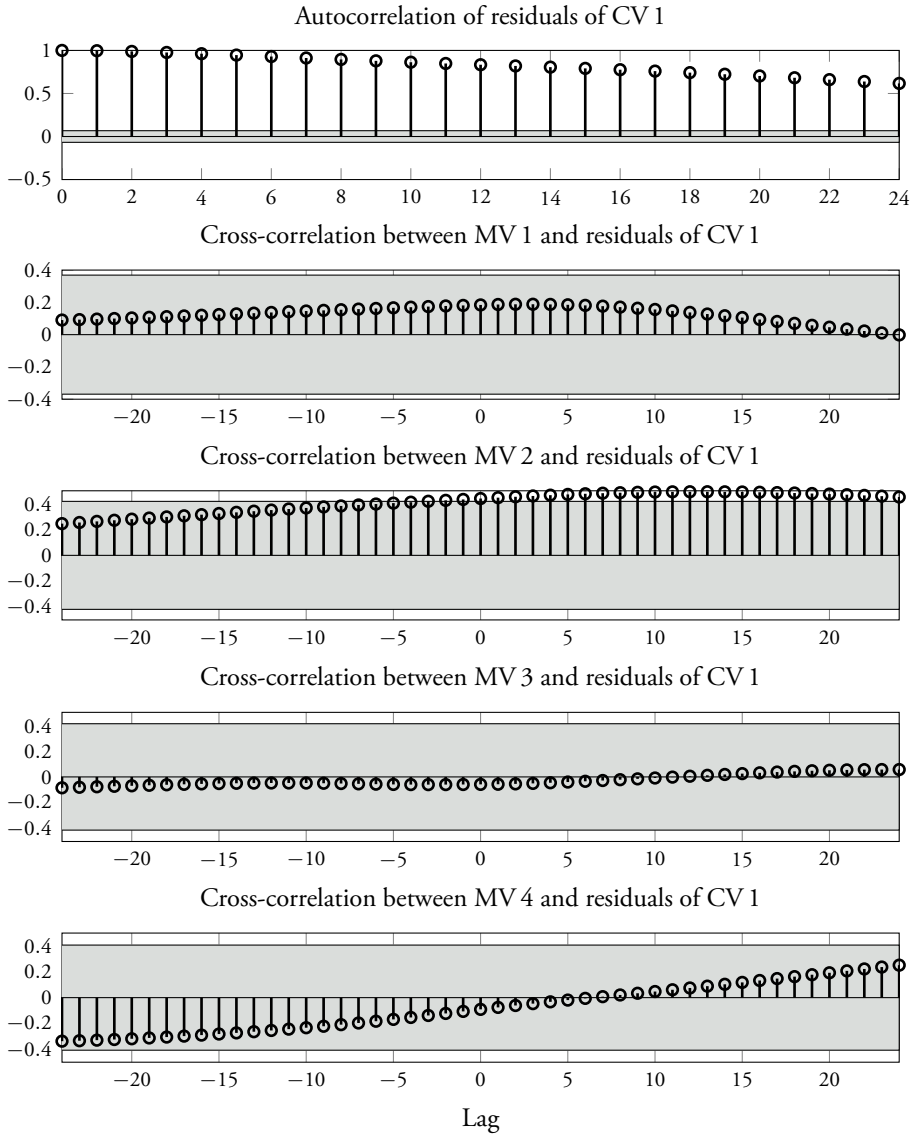 Autocorrelation of residuals of CV 1
1
0.5
0
−0.5
0 2 4 6 8 10 12 14 16 18 20 22 24
Cross-correlation between MV 1 and residuals of CV 1
0.4
0.2
0
−0.2
−0.4
−20 −15 −10 −5 0 5 10 15 20
Cross-correlation between MV 2 and residuals of CV 1
0.4
0.2
0
−0.2
−0.4
−20 −15 −10 −5 0 5 10 15 20
Cross-correlation between MV 3 and residuals of CV 1
0.4
0.2
0
−0.2
−0.4
−20 −15 −10 −5 0 5 10 15 20
Cross-correlation between MV 4 and residuals of CV 1
0.4
0.2
0
−0.2
−0.4
−20 −15 −10 −5 0 5 10 15 20
Lag